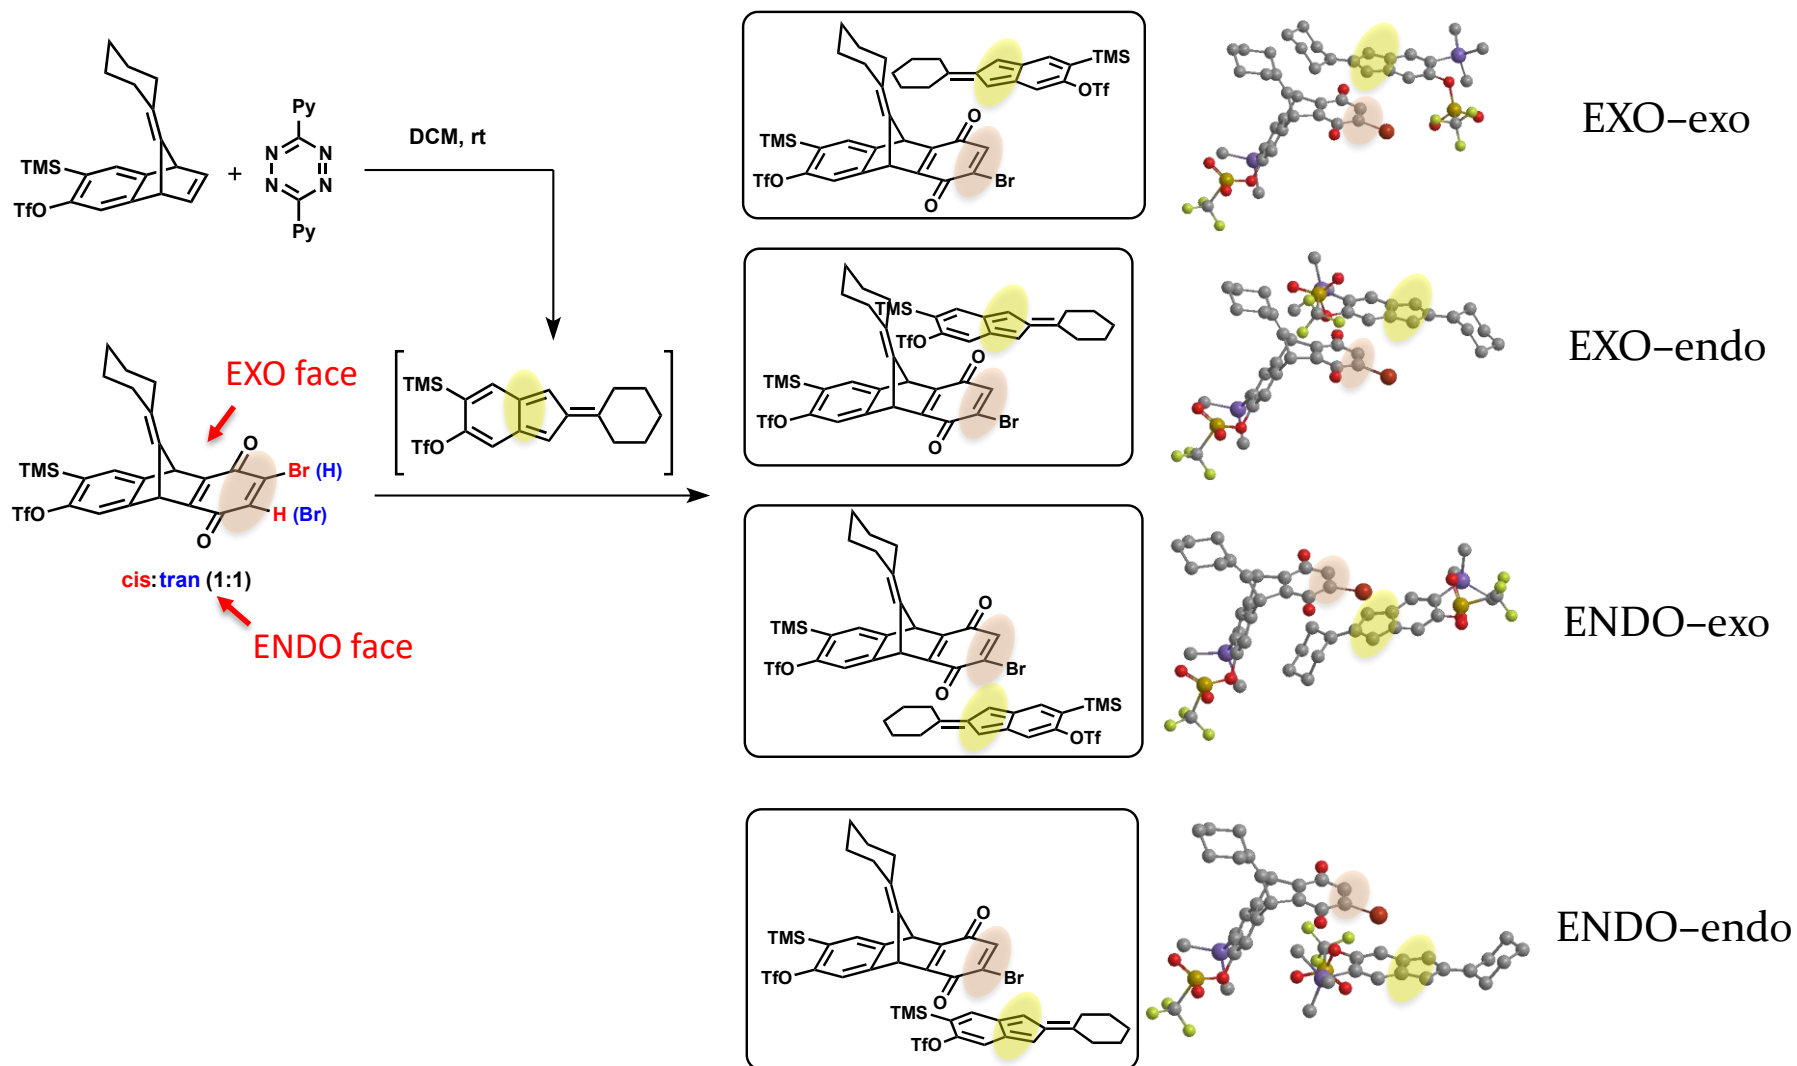 TMS
TfO
+
Py
N N
N N
Py
DCM, rt
EXO face
TMS
TfO
O
Br (H)
H (Br)
O
cis:tran (1:1)
ENDO face
TMS
TfO
TMS
OTf
TMS
TfO
O
Br
O
EXO–exo
TMS
TfO
TMS
TfO
O
Br
O
EXO–endo
TMS
TfO
O
Br
O
TMS
OTf
ENDO–exo
TMS
TfO
O
Br
O
TMS
TfO
ENDO–endo